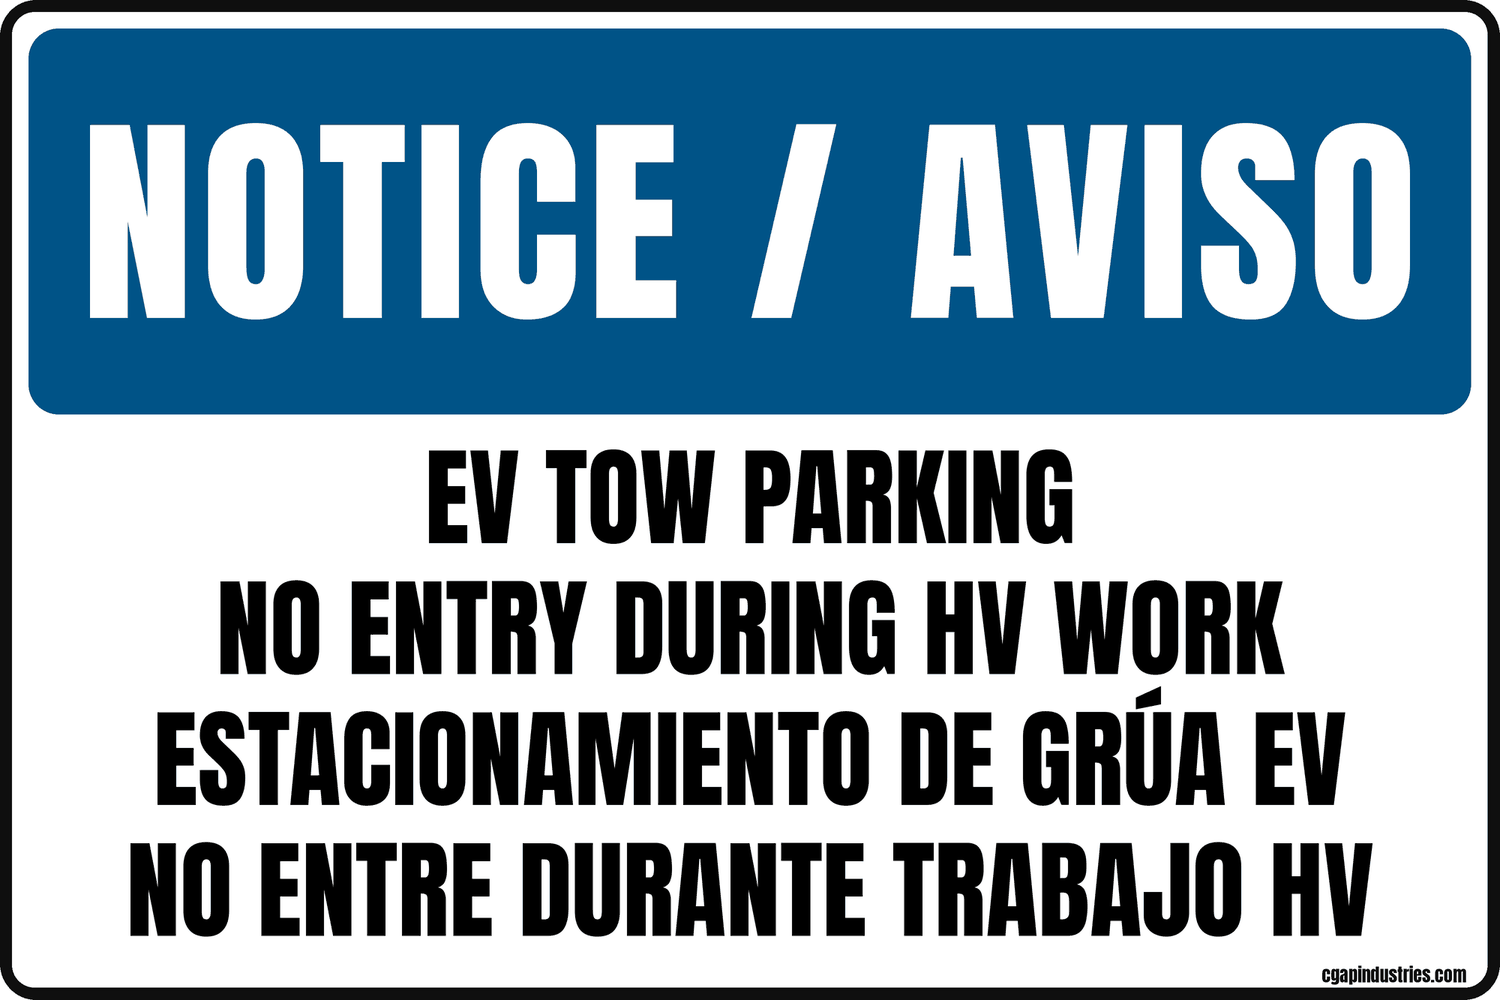 NOTICE / AVISO
EV TOW PARKING
NO ENTRY DURING HV WORK
ESTACIONAMIENTO DE GRÚA EV
NO ENTRE DURANTE TRABAJO HV
cgapindustries.com